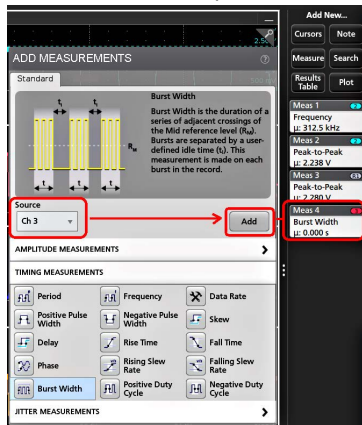 Add New...
2.50
Cursors
Note
ADD MEASUREMENTS
Measure
Search
Standard
Results
Table
Plot
Burst Width
Burst Width is the duration of a
series of adjacent crossings of
the Mid reference level (RM).
Bursts are separated by a user-
defined idle time (tI). This
measurement is made on each
burst in the record.
tI
tI
RM
t
t
t
Meas 1
Frequency
µ: 312.5 kHz
Meas 2
Peak-to-Peak
µ: 2.238 V
Meas 3
Peak-to-Peak
µ: 2.280 V
Meas 4
Burst Width
µ: 0.000 s
Source
Ch 3
Add
AMPLITUDE MEASUREMENTS
TIMING MEASUREMENTS
Period
Frequency
Data Rate
Positive Pulse
Width
Negative Pulse
Width
Skew
Delay
Rise Time
Fall Time
Phase
Rising Slew
Rate
Falling Slew
Rate
Burst Width
Positive Duty
Cycle
Negative Duty
Cycle
JITTER MEASUREMENTS